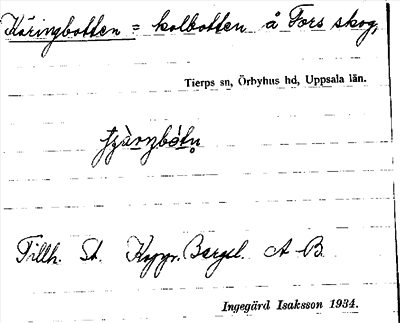 Käringbotten = kolbotten å Fors skog,
Tierps sn, Örbyhus hd, Uppsala län.
Tillh. St. Kopp. Bergsl. A-B.
Ingegärd Isaksson 1934.